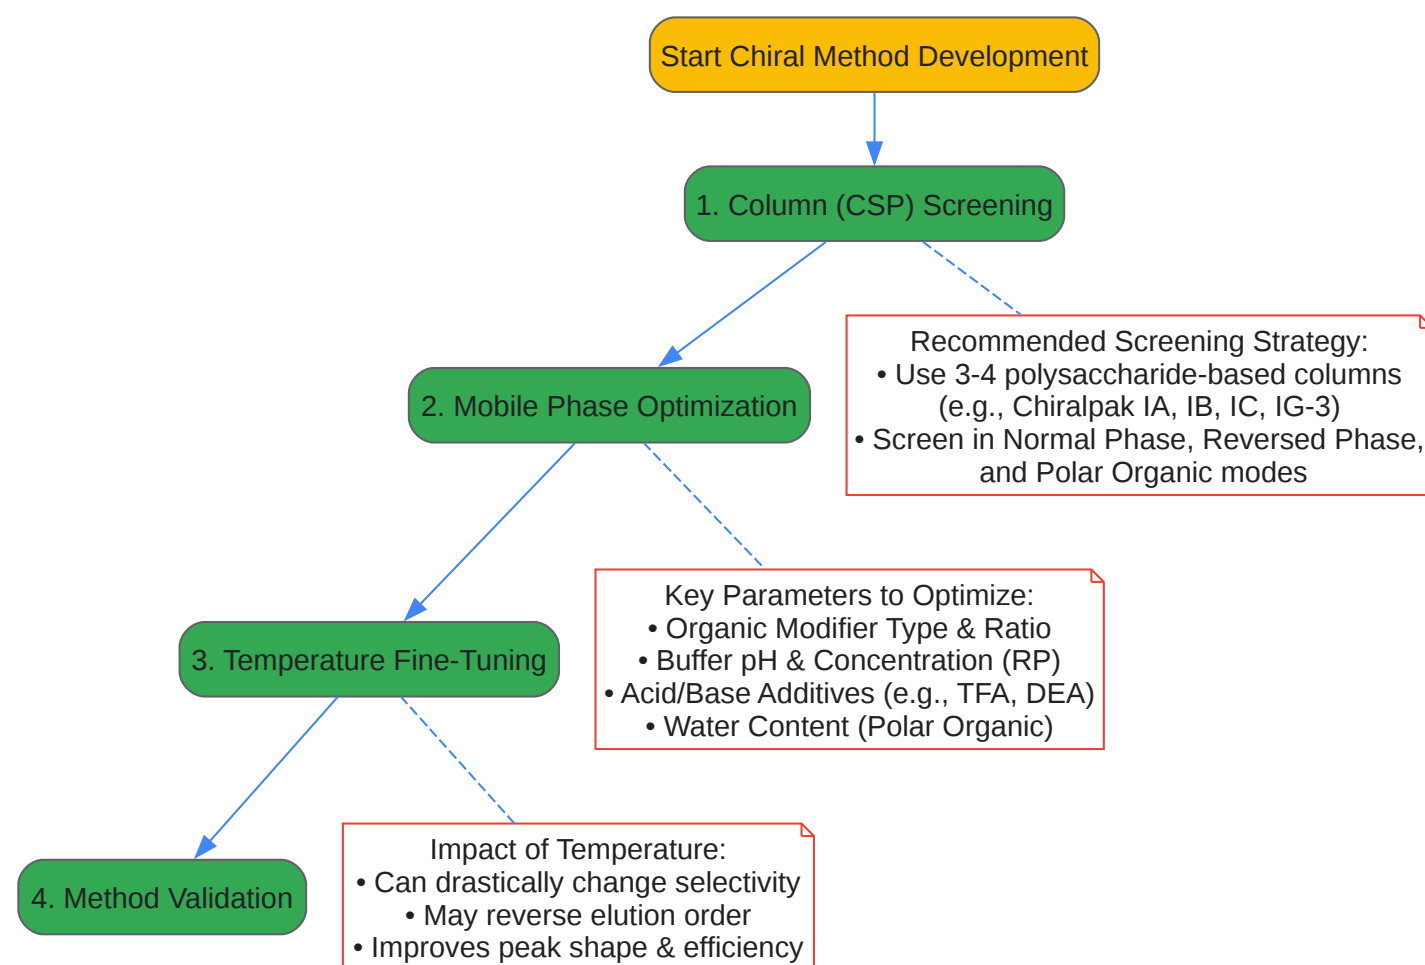 Start Chiral Method Development
1. Column (CSP) Screening
Recommended Screening Strategy:
• Use 3-4 polysaccharide-based columns
(e.g., Chiralpak IA, IB, IC, IG-3)
• Screen in Normal Phase, Reversed Phase,
and Polar Organic modes
2. Mobile Phase Optimization
Key Parameters to Optimize:
• Organic Modifier Type & Ratio
• Buffer pH & Concentration (RP)
• Acid/Base Additives (e.g., TFA, DEA)
• Water Content (Polar Organic)
3. Temperature Fine-Tuning
Impact of Temperature:
• Can drastically change selectivity
• May reverse elution order
• Improves peak shape & efficiency
4. Method Validation